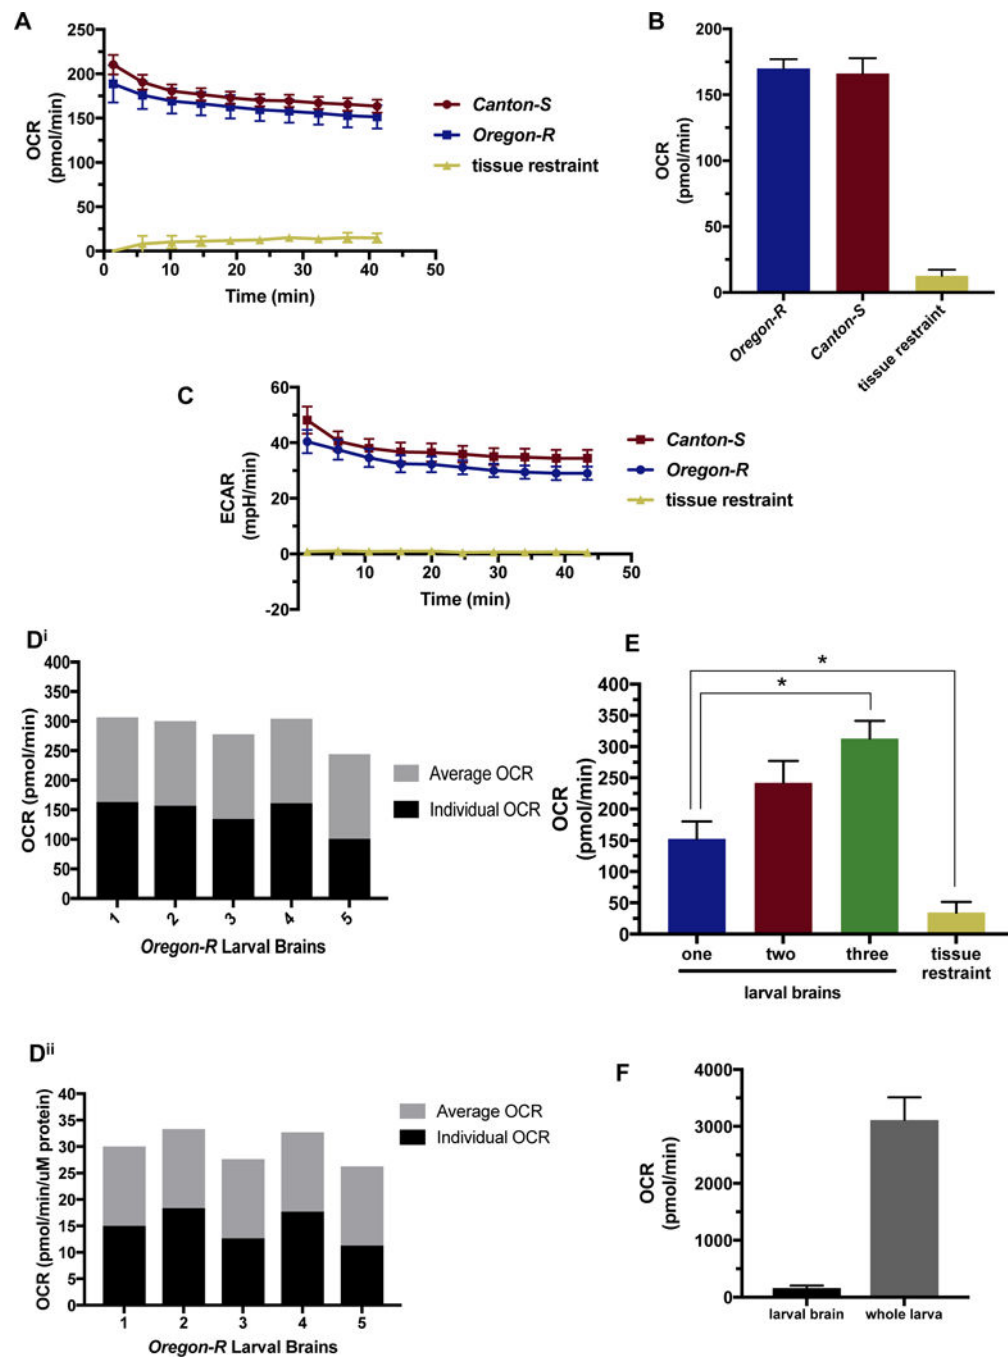 A
250
200
150
100
50
0
OCR
(pmol/min)
0 10 20 30 40 50
Time (min)
Canton-S
Oregon-R
tissue restraint
B
200
150
100
50
0
OCR
(pmol/min)
Oregon-R
Canton-S
tissue restraint
C
60
40
20
0
-20
ECAR
(mpH/min)
10 20 30 40 50
Time (min)
Canton-S
Oregon-R
tissue restraint
Di
400
350
300
250
200
150
100
50
0
OCR (pmol/min)
1 2 3 4 5
Oregon-R Larval Brains
Average OCR
Individual OCR
E
400
350
300
250
200
150
100
50
0
OCR
(pmol/min)
*
*
one two three tissue
restraint
larval brains
Dii
40
35
30
25
20
15
10
5
0
OCR (pmol/min/uM protein)
1 2 3 4 5
Oregon-R Larval Brains
Average OCR
Individual OCR
F
4000
3000
2000
1000
0
OCR
(pmol/min)
larval brain whole larva